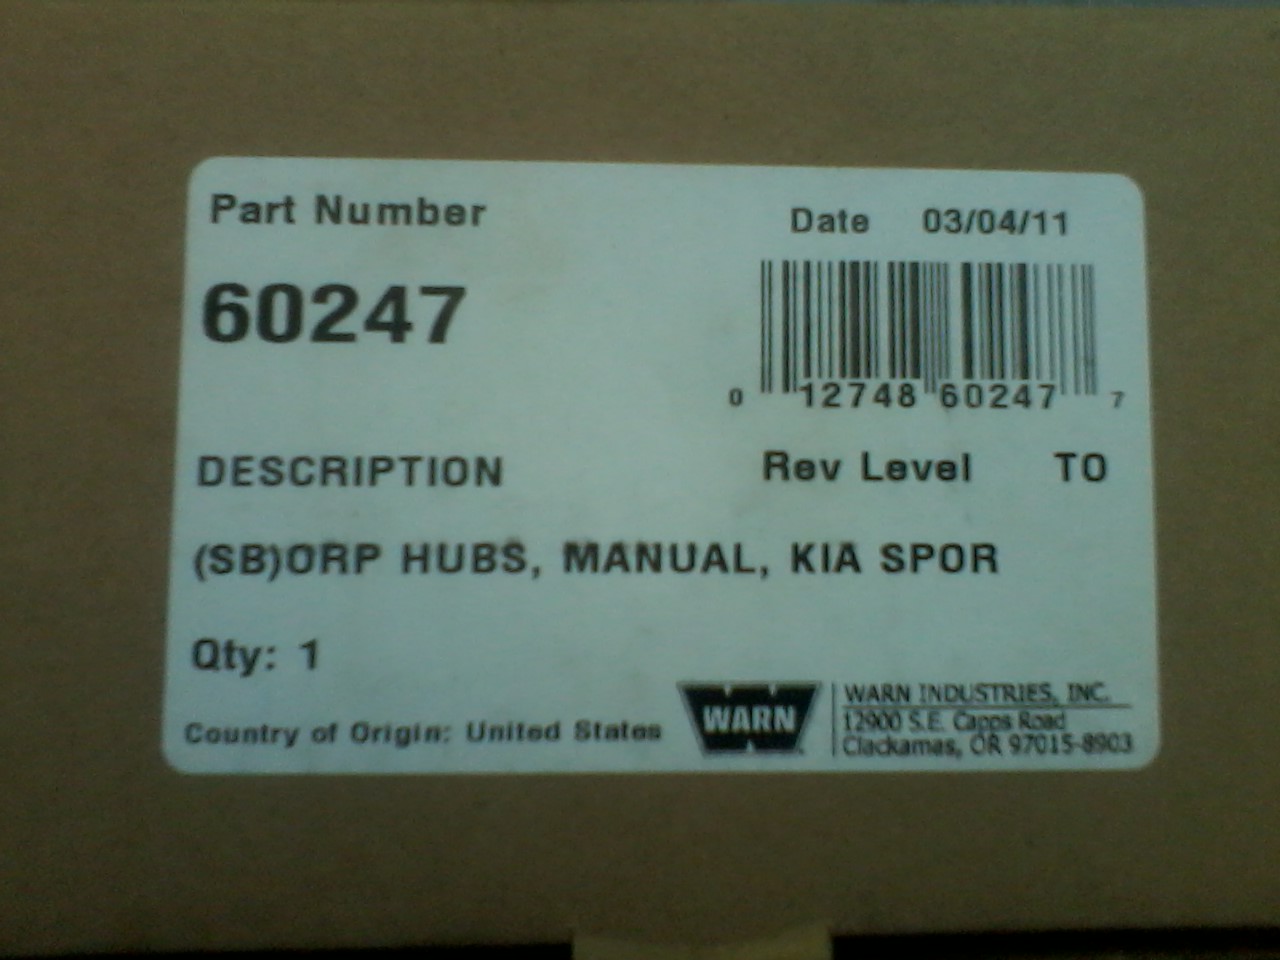 Part Number
Date 03/04/11
60247
0 12748 60247 7
DESCRIPTION
Rev Level T0
(SB)ORP HUBS, MANUAL, KIA SPOR
Qty: 1
Country of Origin: United States
WARN
WARN INDUSTRIES, INC.
12900 S.E. Capps Road
Clackamas, OR 97015-8903